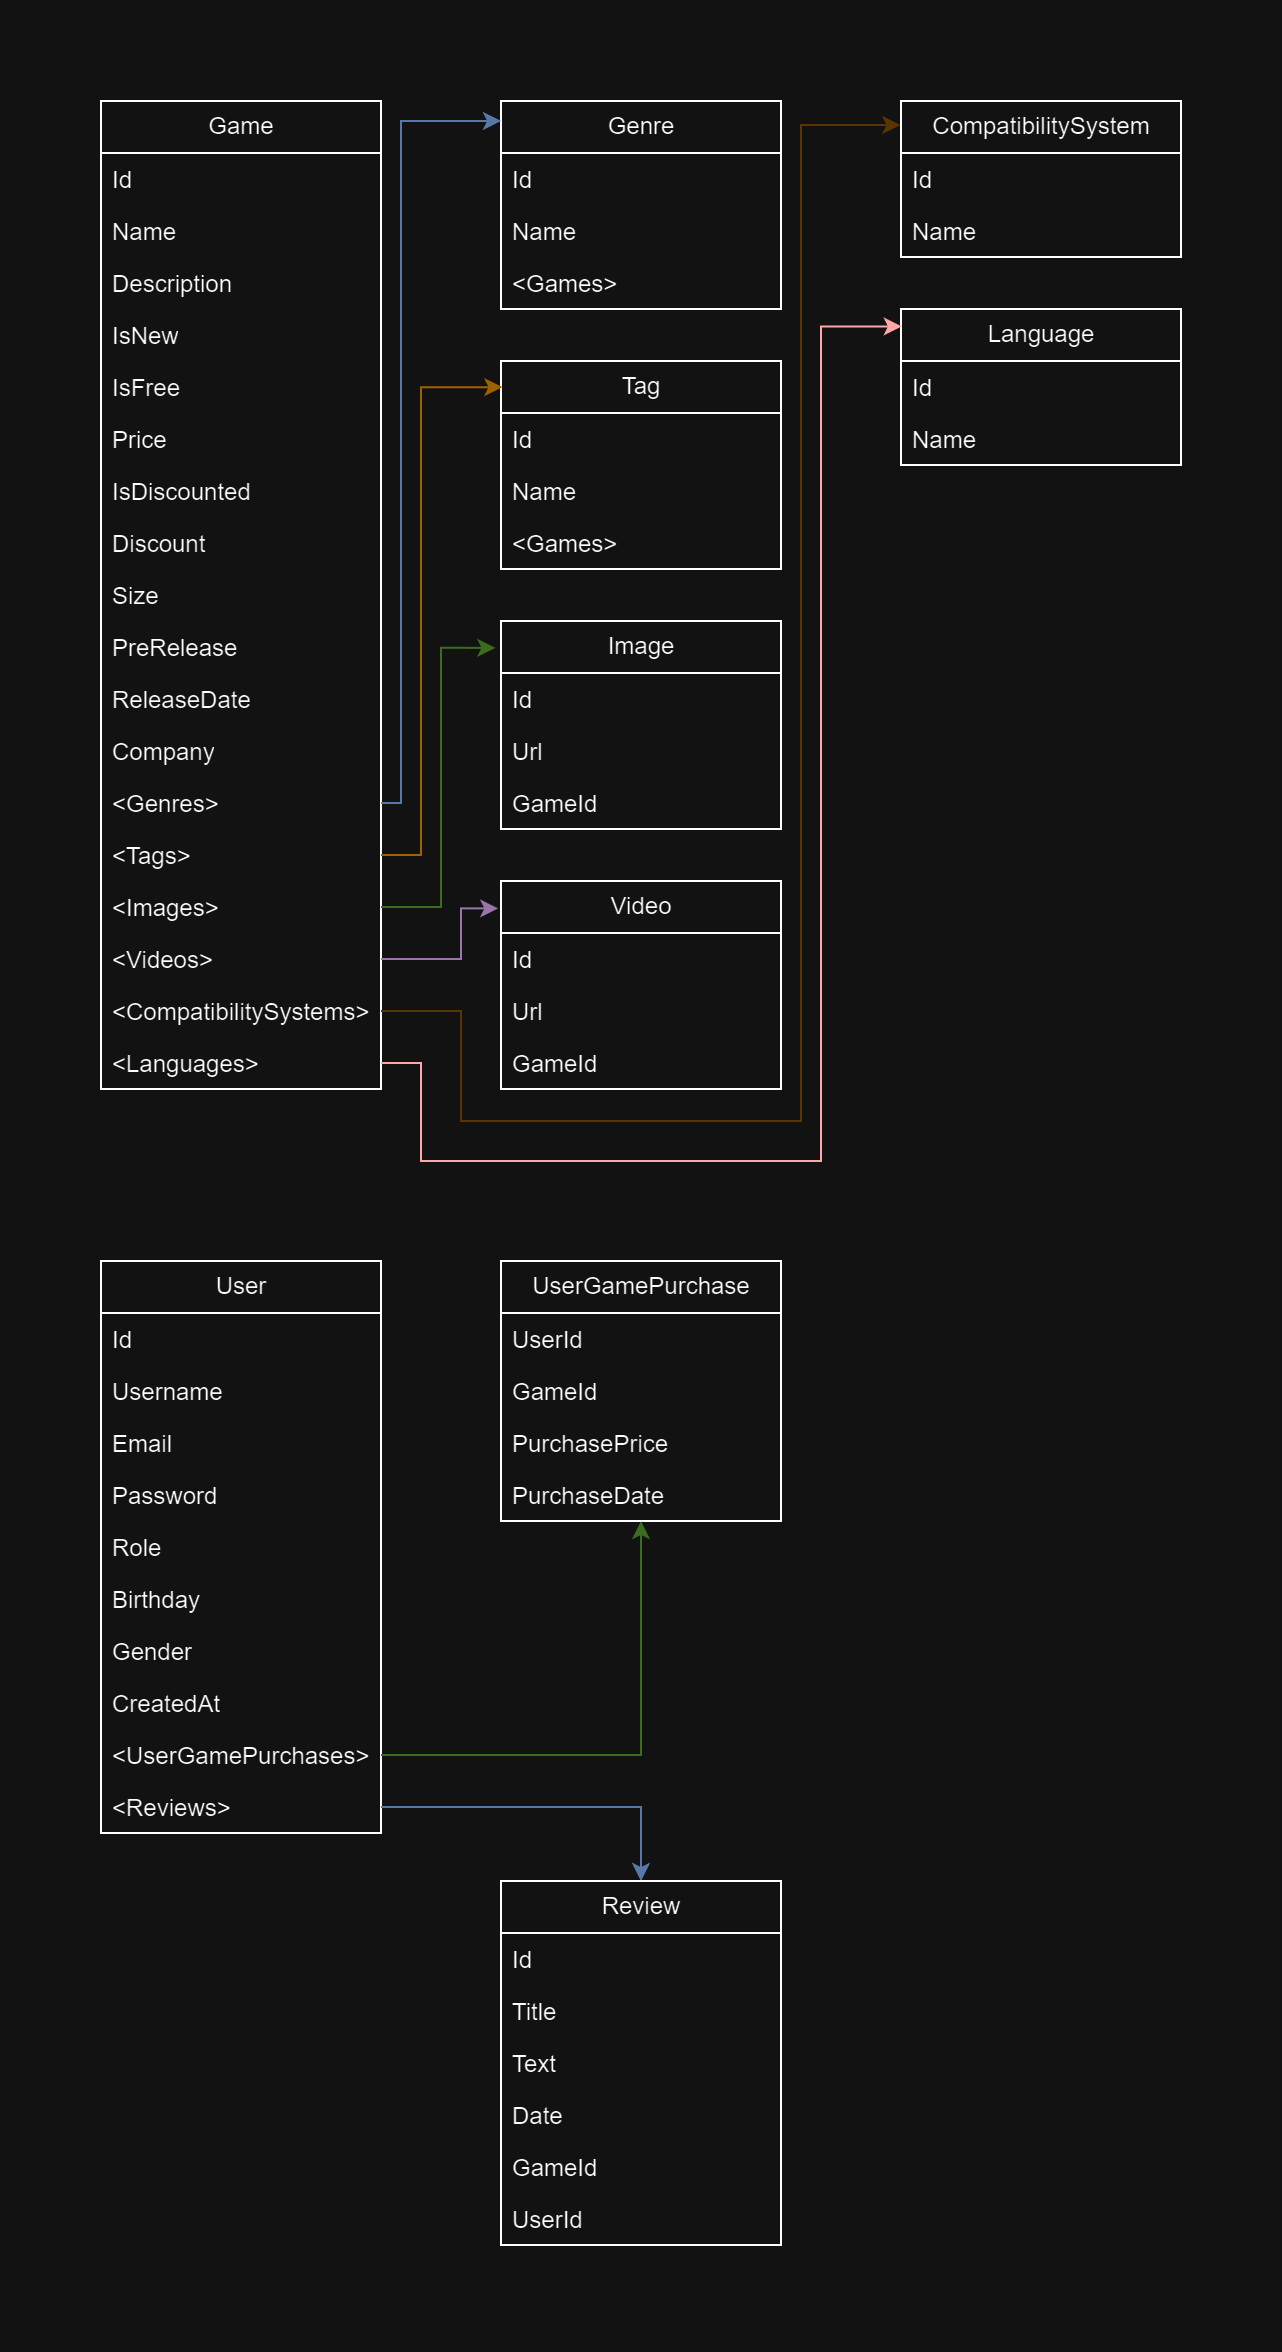 Game
Id
Name
Description
IsNew
IsFree
Price
IsDiscounted
Discount
Size
PreRelease
ReleaseDate
Company
<Genres>
<Tags>
<Images>
<Videos>
<CompatibilitySystems>
<Languages>
Genre
Id
Name
<Games>
Tag
Id
Name
<Games>
Image
Id
Url
GameId
Video
Id
Url
GameId
CompatibilitySystem
Id
Name
Language
Id
Name
User
Id
Username
Email
Password
Role
Birthday
Gender
CreatedAt
<UserGamePurchases>
<Reviews>
UserGamePurchase
UserId
GameId
PurchasePrice
PurchaseDate
Review
Id
Title
Text
Date
GameId
UserId